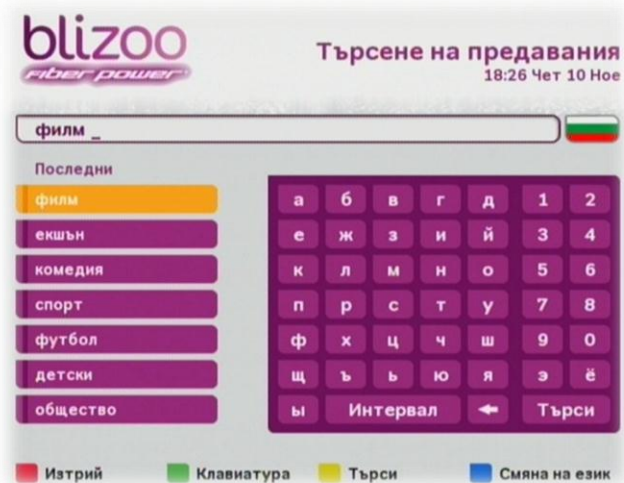 blizoo
Fiber power
Търсене на предавания
18:26 Чет 10 Ное
филм _
Последни
филм
екшън
комедия
спорт
футбол
детски
общество
а б в г д 1 2
е ж з и й 3 4
к л м н о 5 6
п р с т у 7 8
ф х ц ч ш 9 0
щ ъ ь ю я э ё
ы Интервал Търси
Изтрий Клавиатура Търси Смяна на език